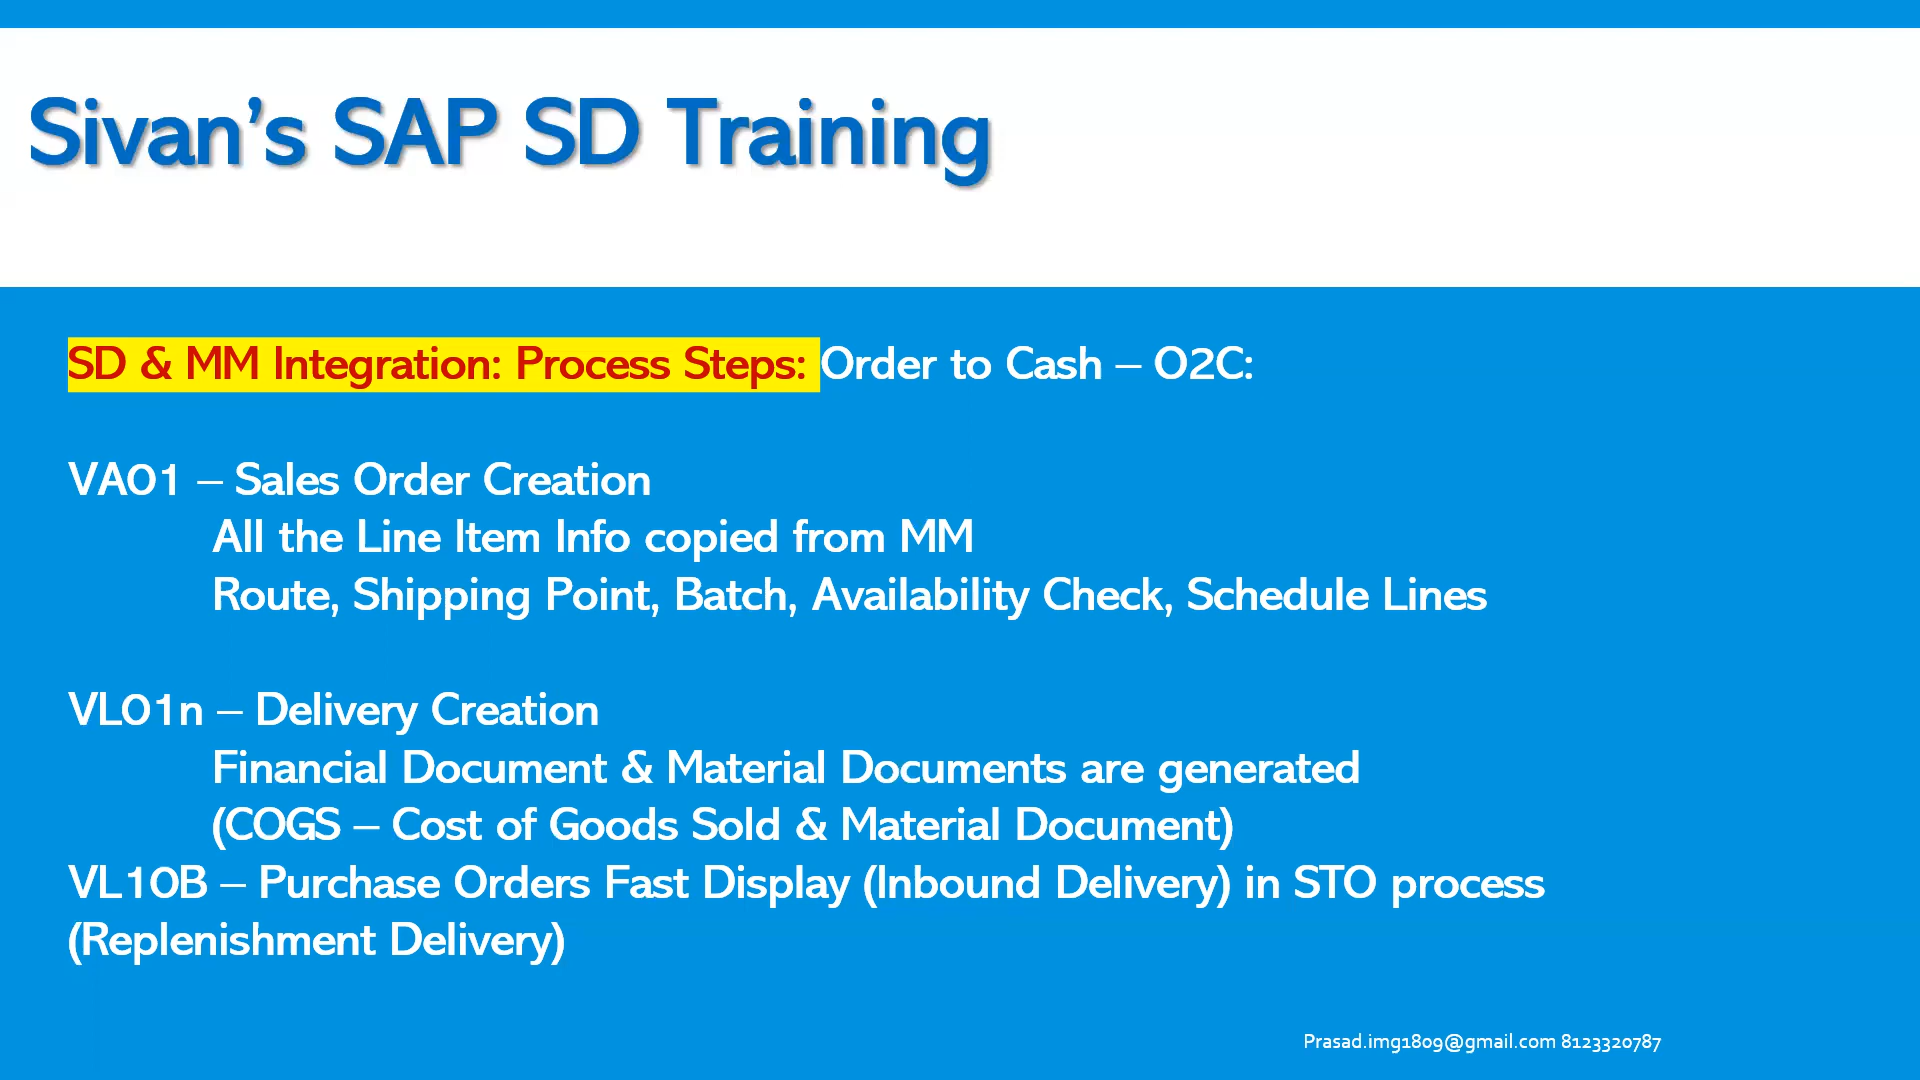 Sivan's SAP SD Training
SD & MM Integration: Process Steps: Order to Cash – O2C:
VA01 – Sales Order Creation
All the Line Item Info copied from MM
Route, Shipping Point, Batch, Availability Check, Schedule Lines
VL01n – Delivery Creation
Financial Document & Material Documents are generated
(COGS – Cost of Goods Sold & Material Document)
VL10B – Purchase Orders Fast Display (Inbound Delivery) in STO process
(Replenishment Delivery)
Prasad.img1809@gmail.com 8123320787